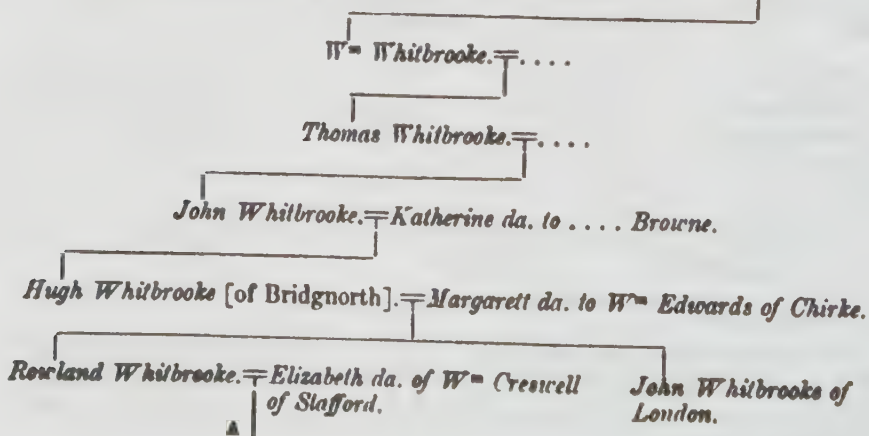 Wm Whitbrooke. = . . . .
Thomas Whitbrooke. = . . . .
John Whitbrooke. = Katherine da. to . . . . Browne.
Hugh Whitbrooke [of Bridgnorth]. = Margarett da. to Wm Edwards of Chirke.
Rowland Whitbrooke. = Elizabeth da. of Wm Creswell
of Stafford.
John Whitbrooke of
London.
A